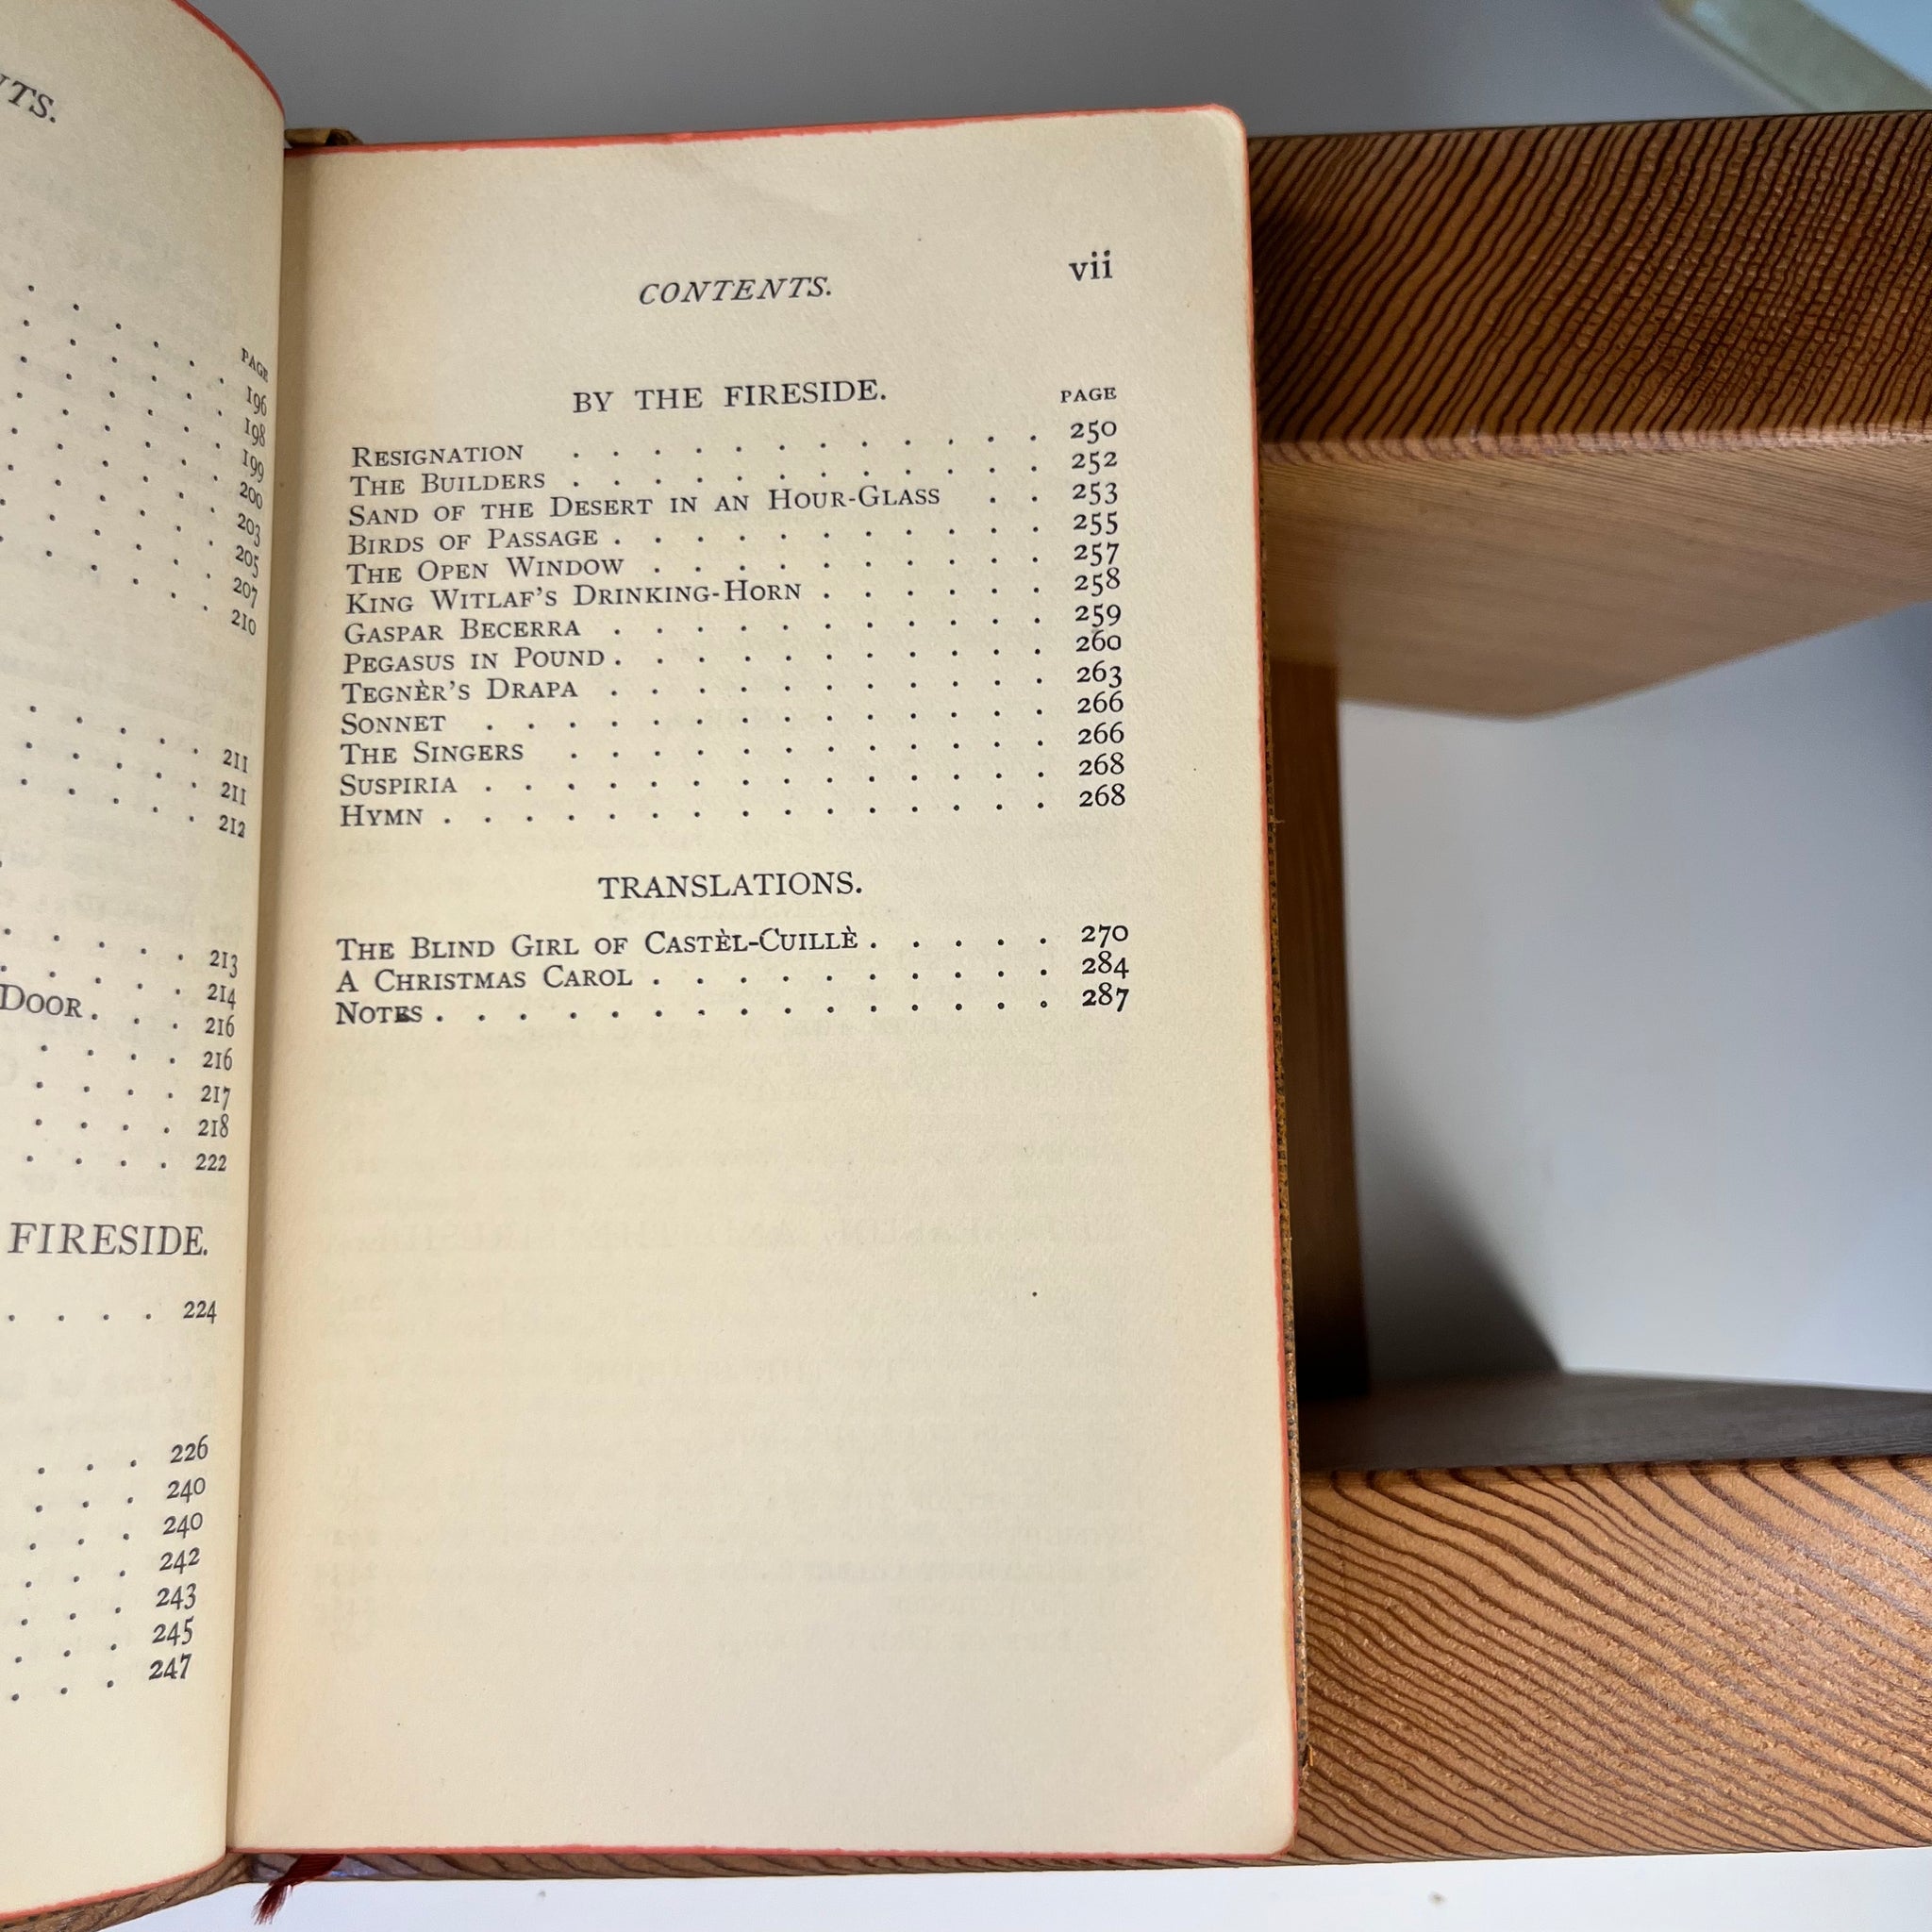 NTS.
PAGE
196
198
199
200
203
205
207
210
211
211
212
213
214
DOOR. . . 216
216
217
218
222
FIRESIDE.
. . . . 224
226
240
240
242
243
245
247
CONTENTS. vii
BY THE FIRESIDE. PAGE
RESIGNATION . . . . . . . . . . . 250
THE BUILDERS . . . . . . . . . . . 252
SAND OF THE DESERT IN AN HOUR-GLASS . . 253
BIRDS OF PASSAGE . . . . . . . . . . . 255
THE OPEN WINDOW . . . . . . . . . . 257
KING WITLAF'S DRINKING-HORN . . . . . . 258
GASPAR BECERRA . . . . . . . . . . . 259
PEGASUS IN POUND . . . . . . . . . . . 260
TEGNÈR'S DRAPA . . . . . . . . . . . 263
SONNET . . . . . . . . . . . . . . 266
THE SINGERS . . . . . . . . . . . . 266
SUSPIRIA . . . . . . . . . . . . . . 268
HYMN . . . . . . . . . . . . . . . 268
TRANSLATIONS.
THE BLIND GIRL OF CASTÈL-CUILLÈ . . . . . 270
A CHRISTMAS CAROL . . . . . . . . . . 284
NOTES . . . . . . . . . . . . . . . 287